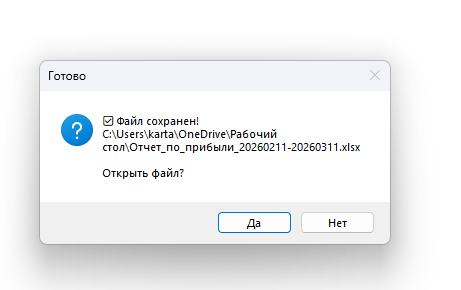 Готово
☑ Файл сохранен!
C:\Users\karta\OneDrive\Рабочий
стол\Отчет_по_прибыли_20260211-20260311.xlsx
Открыть файл?
Да Нет